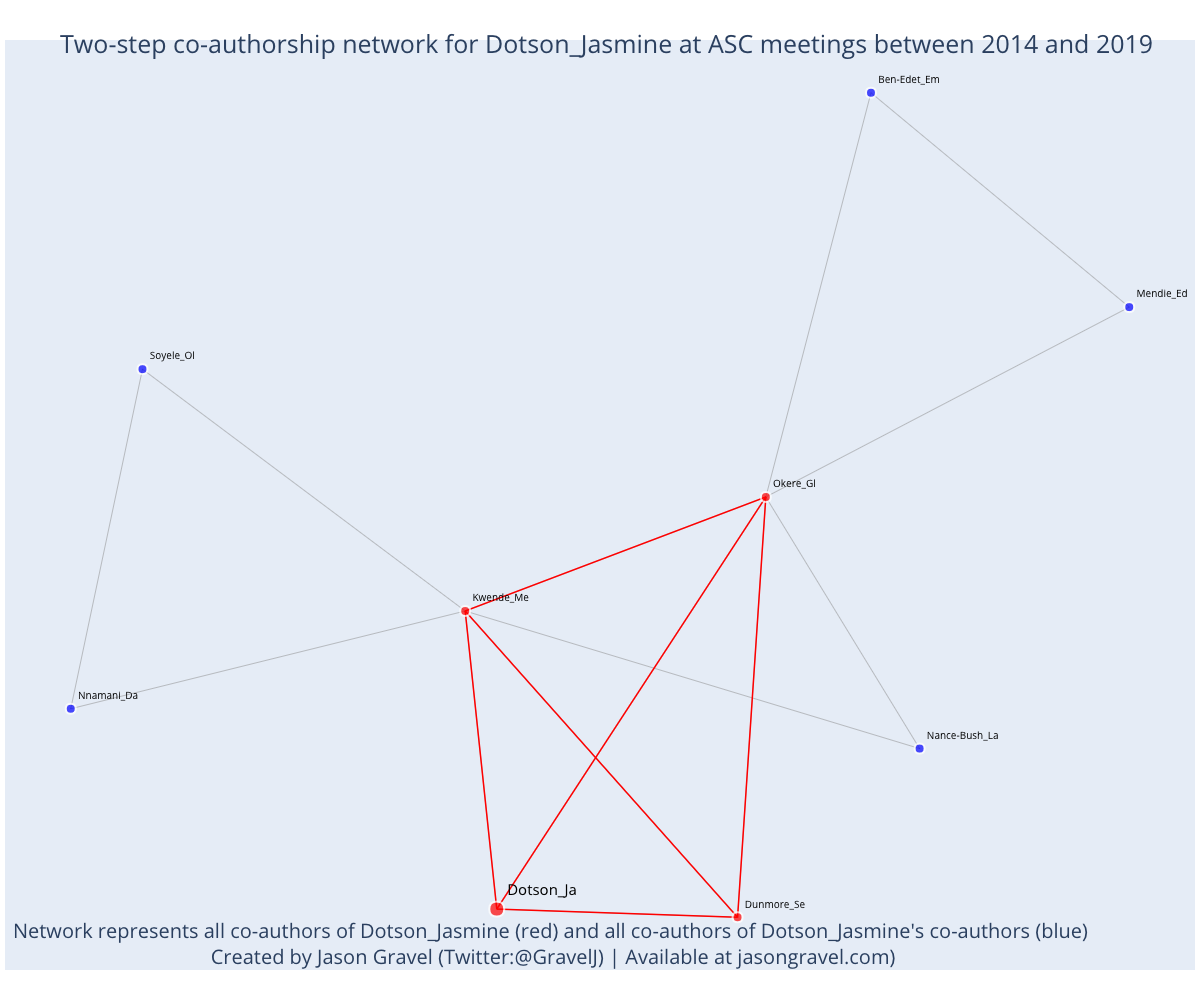 Two-step co-authorship network for Dotson_Jasmine at ASC meetings between 2014 and 2019
Ben-Edet_Em
Mendie_Ed
Soyele_Ol
Okere_Gl
Kwende_Me
Nnamani_Da
Nance-Bush_La
Dotson_Ja
Dunmore_Se
Network represents all co-authors of Dotson_Jasmine (red) and all co-authors of Dotson_Jasmine's co-authors (blue)
Created by Jason Gravel (Twitter:@GravelJ) | Available at jasongravel.com)